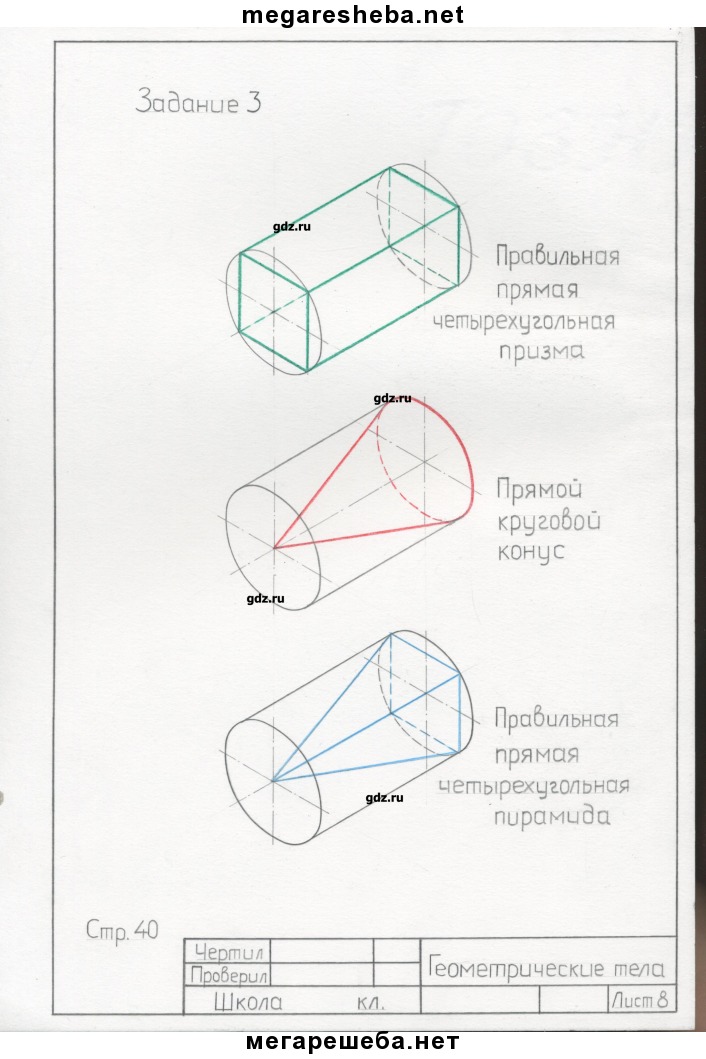 megaresheba.net
Задание 3
gdz.ru
Правильная
прямая
четырехугольная
призма
gdz.ru
Прямой
круговой
конус
gdz.ru
Правильная
прямая
четырехугольная
пирамида
gdz.ru
Стр. 40
Чертил
Проверил
Геометрические тела
Школа кл.
Лист 8
мегарешеба.нет